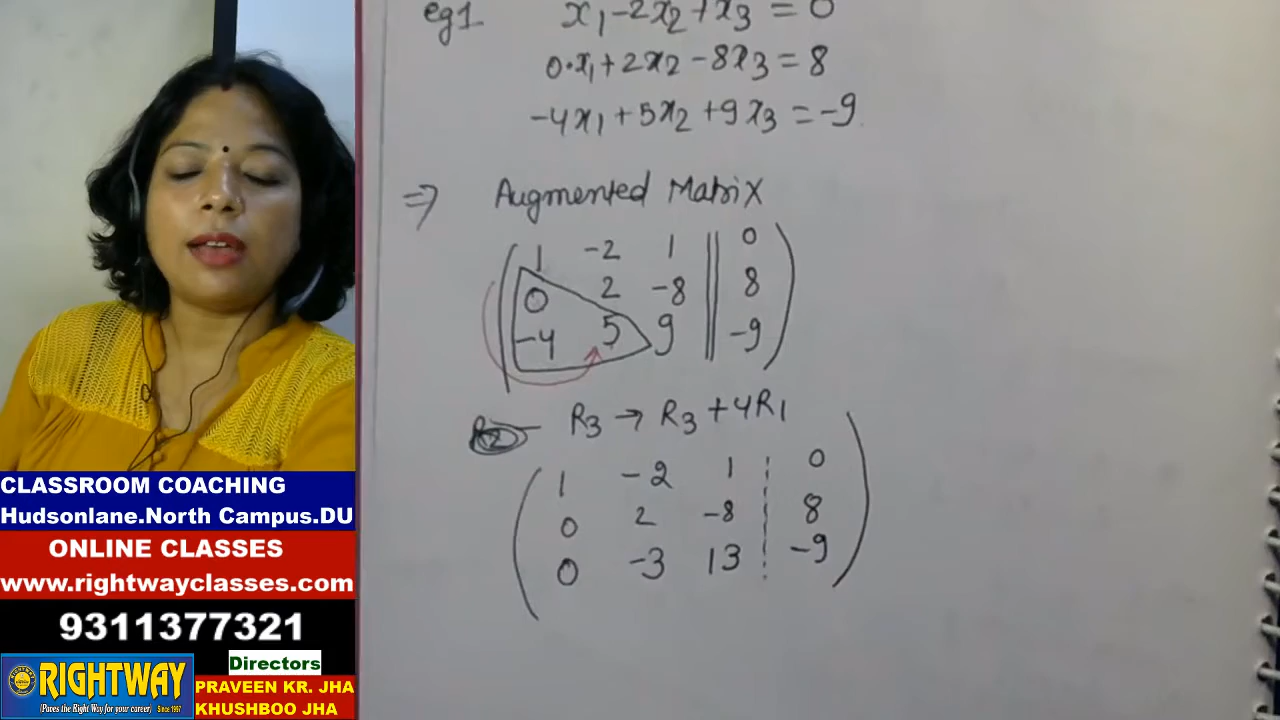 eg1 x₁-2x₂+x₃ = 0
0·x₁+2x₂-8x₃=8
-4x₁+5x₂+9x₃=-9
⇒ Augmented Matrix
1 -2 1 0
0 2 -8 8
-4 5 9 -9
R₃ → R₃+4R₁
1 -2 1 0
0 2 -8 8
0 -3 13 -9
CLASSROOM COACHING
Hudsonlane.North Campus.DU
ONLINE CLASSES
www.rightwayclasses.com
9311377321
RIGHTWAY
(Paves the Right Way for your career) Since 1997
Directors
PRAVEEN KR. JHA
KHUSHBOO JHA